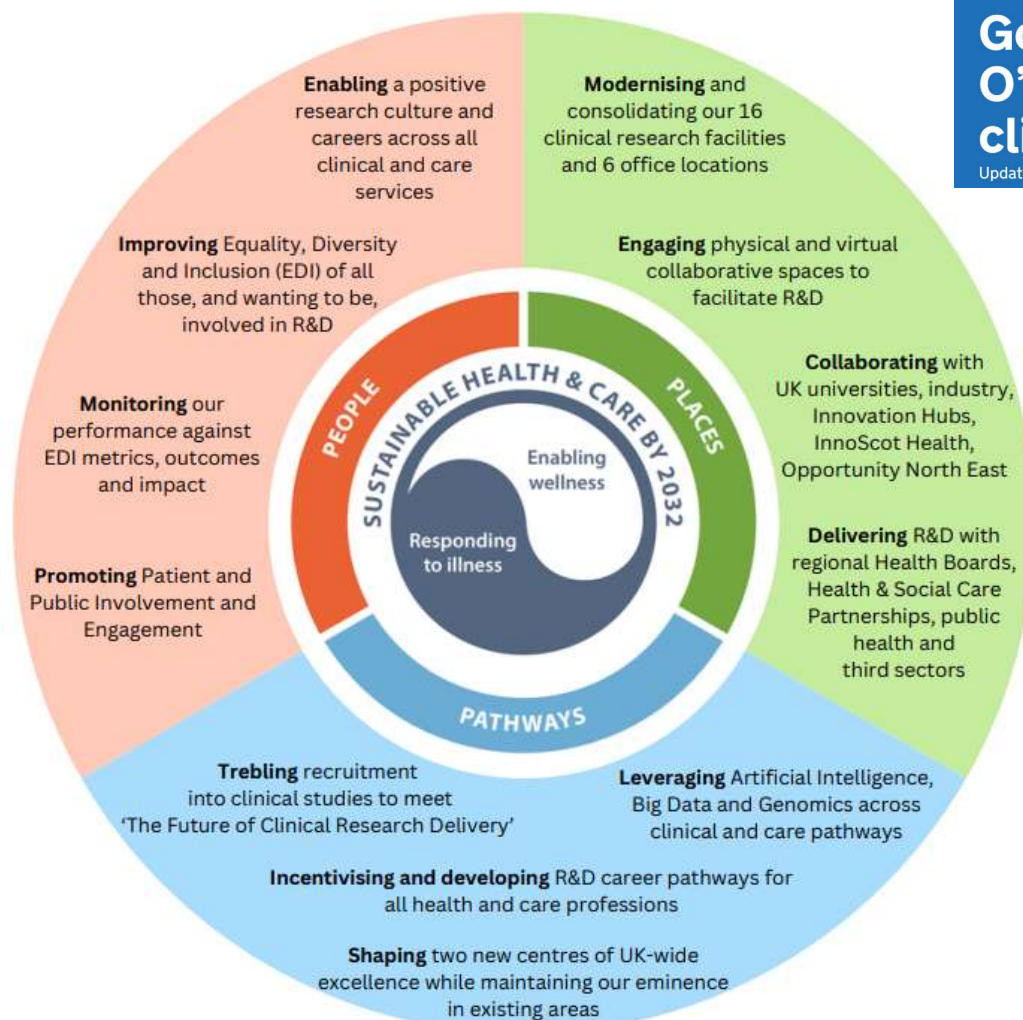 Enabling a positive
research culture and
careers across all
clinical and care
services
Improving Equality, Diversity
and Inclusion (EDI) of all
those, and wanting to be,
involved in R&D
Monitoring our
performance against
EDI metrics, outcomes
and impact
Promoting Patient and
Public Involvement and
Engagement
Modernising and
consolidating our 16
clinical research facilities
and 6 office locations
Engaging physical and virtual
collaborative spaces to
facilitate R&D
Collaborating with
UK universities, industry,
Innovation Hubs,
InnoScot Health,
Opportunity North East
Delivering R&D with
regional Health Boards,
Health & Social Care
Partnerships, public
health and
third sectors
PEOPLE
PLACES
PATHWAYS
SUSTAINABLE HEALTH & CARE BY 2032
Enabling
wellness
Responding
to illness
Trebling recruitment
into clinical studies to meet
‘The Future of Clinical Research Delivery’
Leveraging Artificial Intelligence,
Big Data and Genomics across
clinical and care pathways
Incentivising and developing R&D career pathways for
all health and care professions
Shaping two new centres of UK-wide
excellence while maintaining our eminence
in existing areas